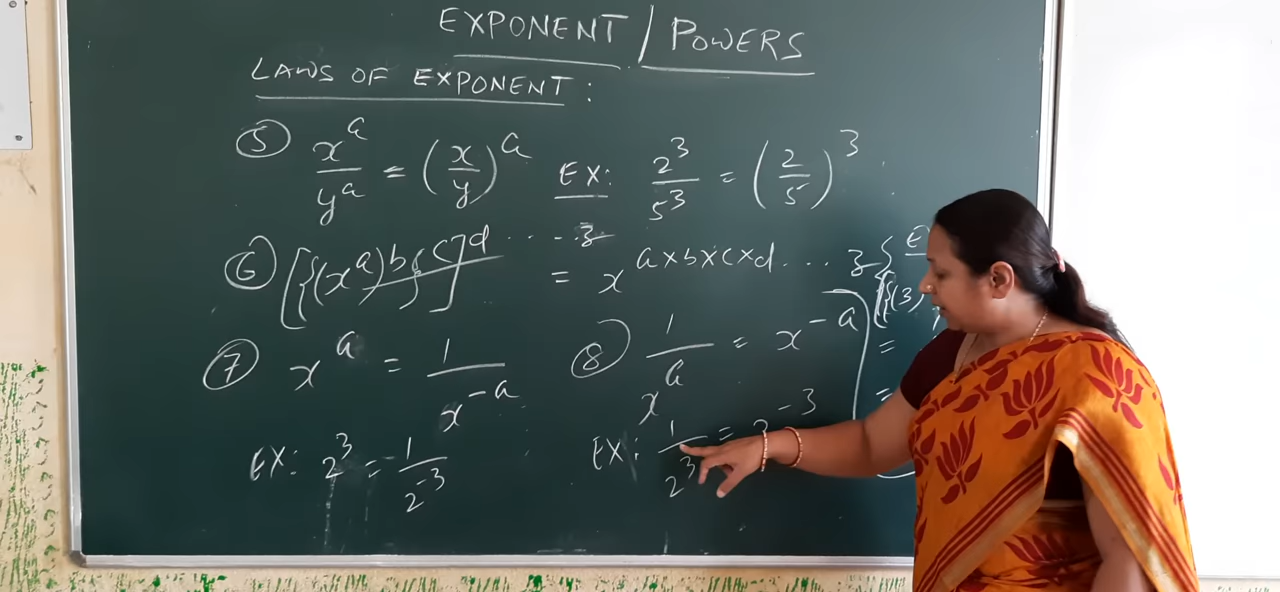 EXPONENT / POWERS
LAWS OF EXPONENT :
⑤ x^a / y^a = (x/y)^a EX: 2^3 / 5^3 = (2/5)^3
⑥ [{(x^a)^b}^c]^d . . . . z = x^(a×b×c×d . . . . z)
[{(3)
=
=
⑦ x^a = 1 / x^-a ⑧ 1 / x^a = x^-a
EX: 2^3 = 1 / 2^-3 EX: 1 / 2^3 = 2^-3